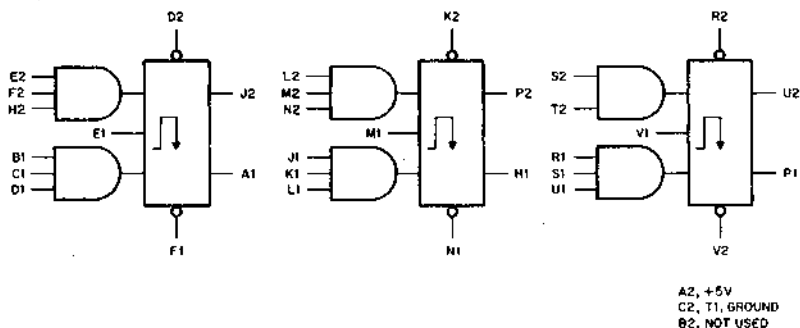 D2 K2 R2
E2 L2 S2
F2 J2 M2 P2 U2
H2 N2 T2
E1 M1 V1
B1 J1 R1
C1 A1 K1 H1 S1 P1
D1 L1 U1
F1 N1 V2
A2, +5V
C2, T1, GROUND
B2, NOT USED